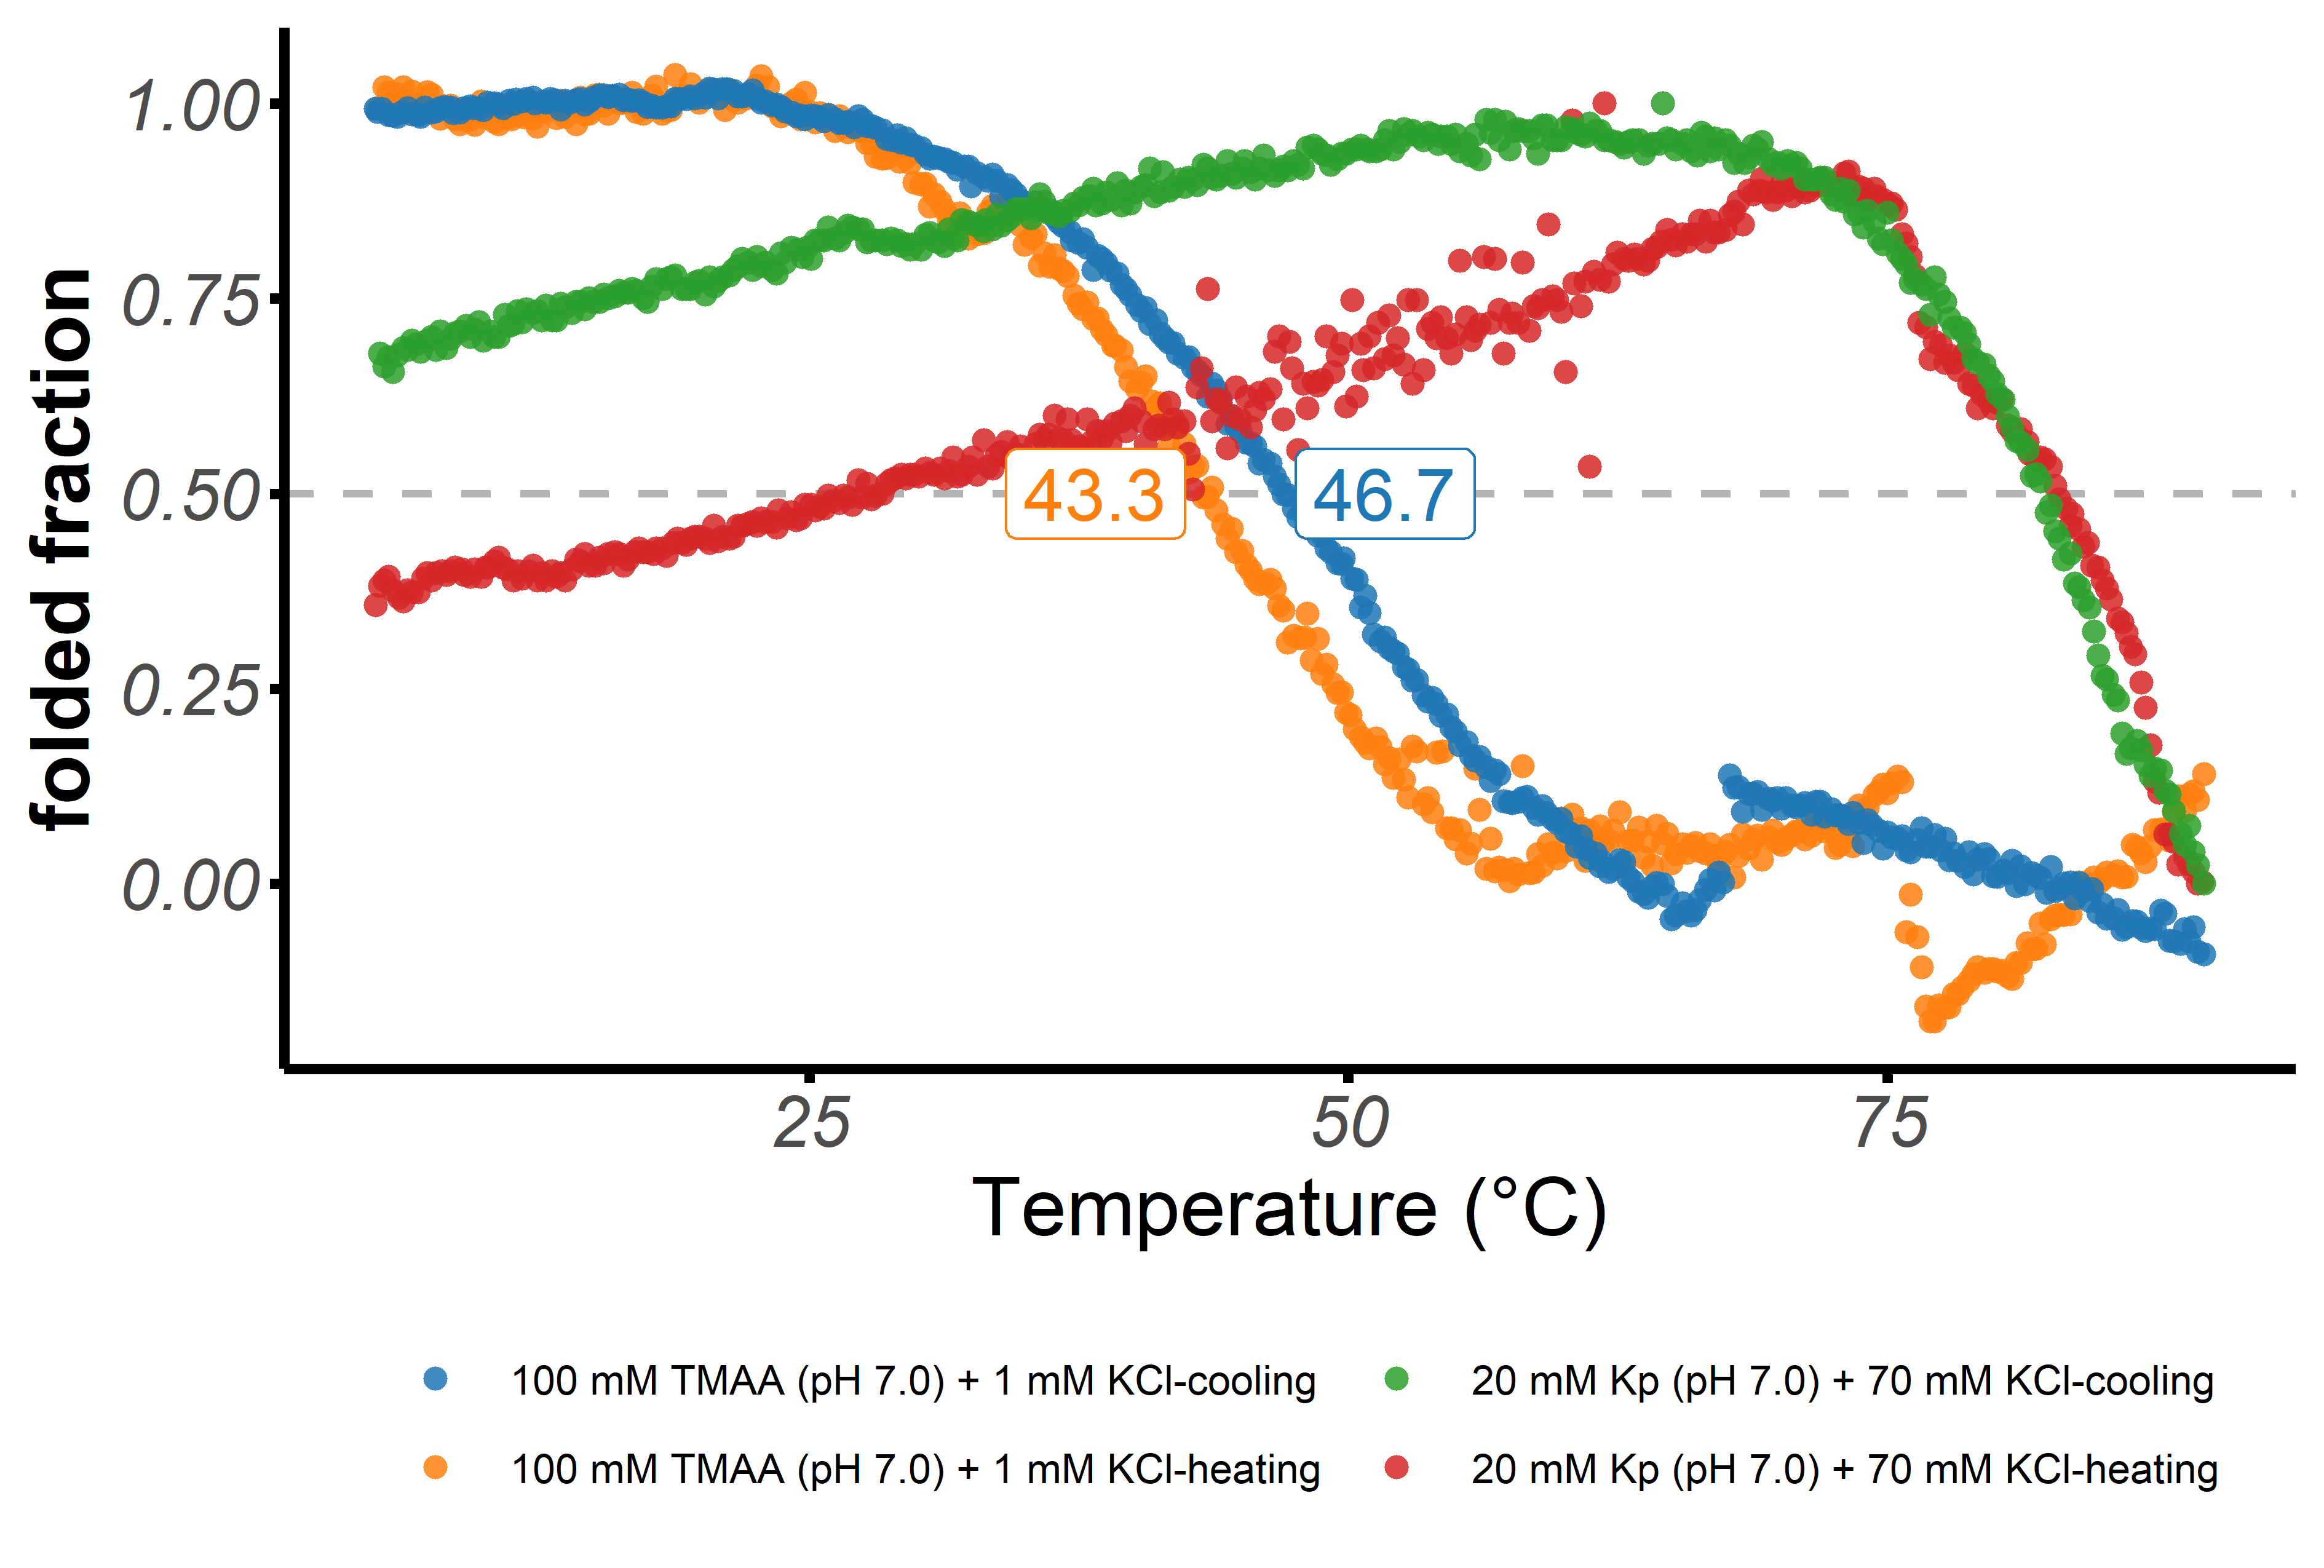 folded fraction
1.00
0.75
0.50
0.25
0.00
43.3
46.7
25
50
75
Temperature (°C)
100 mM TMAA (pH 7.0) + 1 mM KCl-cooling
20 mM Kp (pH 7.0) + 70 mM KCl-cooling
100 mM TMAA (pH 7.0) + 1 mM KCl-heating
20 mM Kp (pH 7.0) + 70 mM KCl-heating